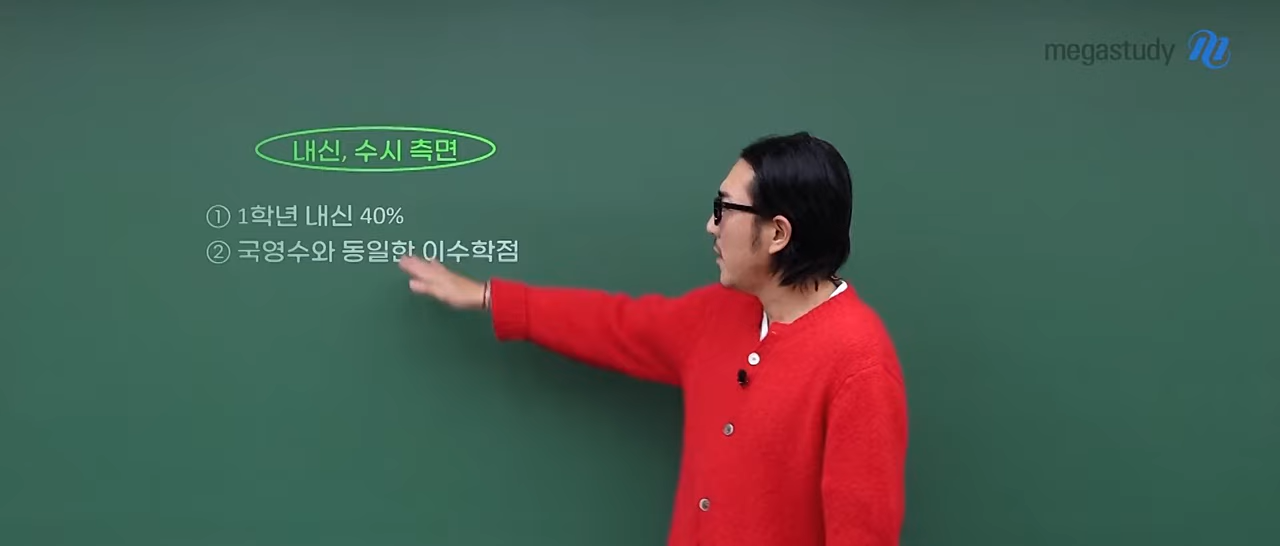 megastudy
내신, 수시 측면
① 1학년 내신 40%
② 국영수와 동일한 이수학점